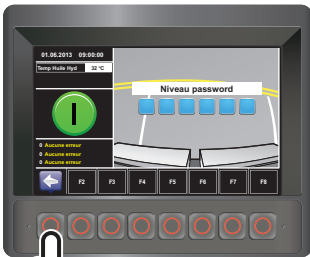 01.06.2013 09:00:00
Temp Huile Hyd 32 °C
Niveau password
I
0 Aucune erreur
0 Aucune erreur
0 Aucune erreur
F2 F3 F4 F5 F6 F7 F8